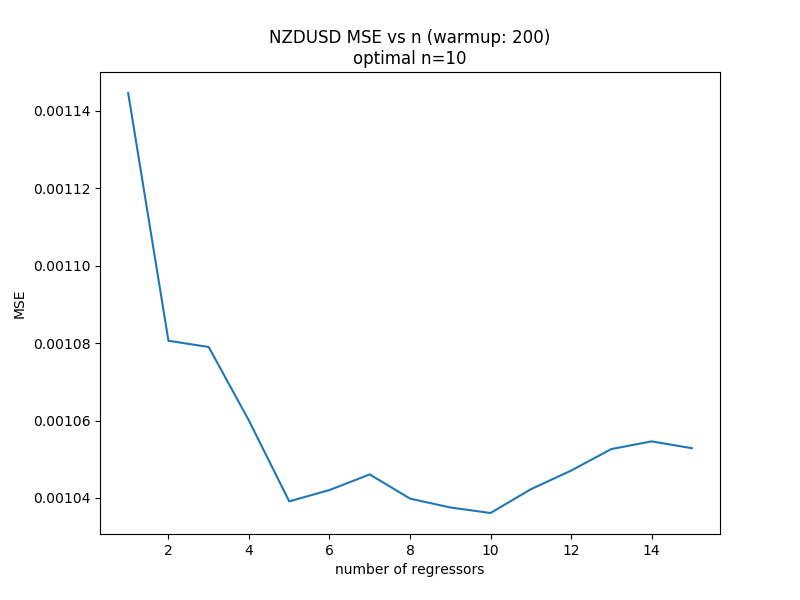 NZDUSD MSE vs n (warmup: 200)
optimal n=10
0.00114
0.00112
0.00110
0.00108
0.00106
0.00104
MSE
2 4 6 8 10 12 14
number of regressors